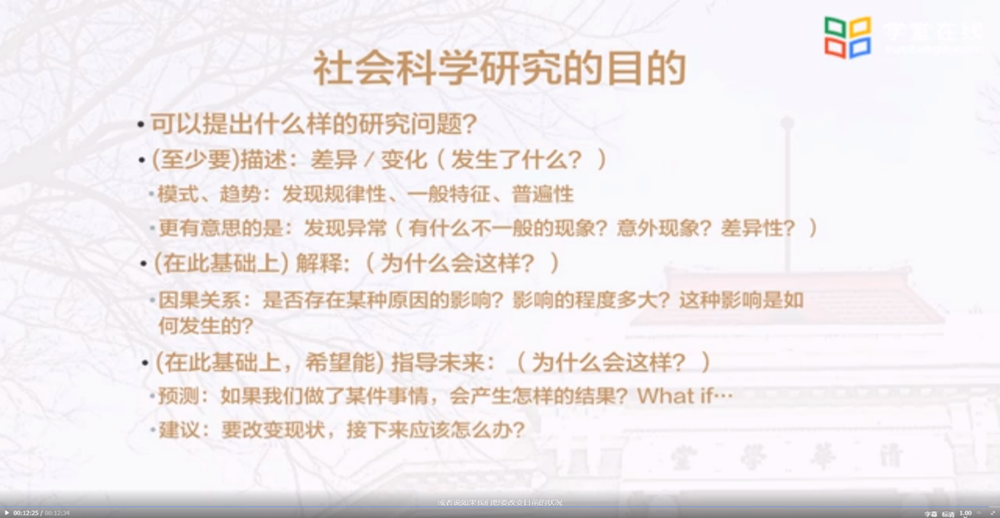 学堂在线
社会科学研究的目的
• 可以提出什么样的研究问题?
• (至少要)描述:差异 / 变化(发生了什么? )
• 模式、趋势:发现规律性、一般特征、普遍性
• 更有意思的是:发现异常(有什么不一般的现象?意外现象?差异性? )
• (在此基础上) 解释:(为什么会这样? )
• 因果关系:是否存在某种原因的影响?影响的程度多大?这种影响是如
何发生的?
• (在此基础上,希望能) 指导未来:(为什么会这样? )
• 预测:如果我们做了某件事情,会产生怎样的结果?What if…
• 建议:要改变现状,接下来应该怎么办?
堂 学 华 清
或者说如果我们想要改变目前的状况
00:12:25 / 00:12:34
字幕 标清 1.00